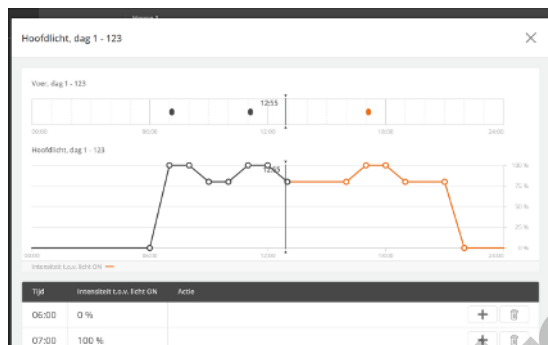 Hoofdlicht, dag 1 - 123
Voer, dag 1 - 123
12:55
00:00 06:00 12:00 18:00 24:00
Hoofdlicht, dag 1 - 123
100 %
12:55
75 %
50 %
25 %
0 %
00:00 06:00 12:00 18:00 24:00
Intensiteit t.o.v. licht ON
Tijd Intensiteit t.o.v. licht ON Actie
06:00 0 %
07:00 100 %